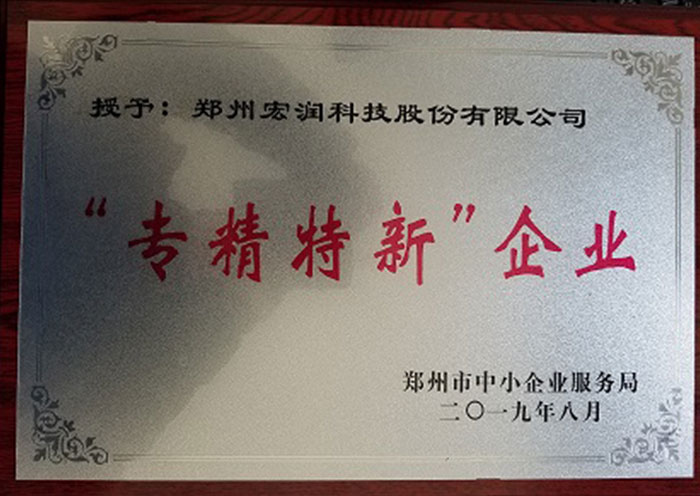 授予：郑州宏润科技股份有限公司
“专精特新”企业
郑州市中小企业服务局
二〇一九年八月